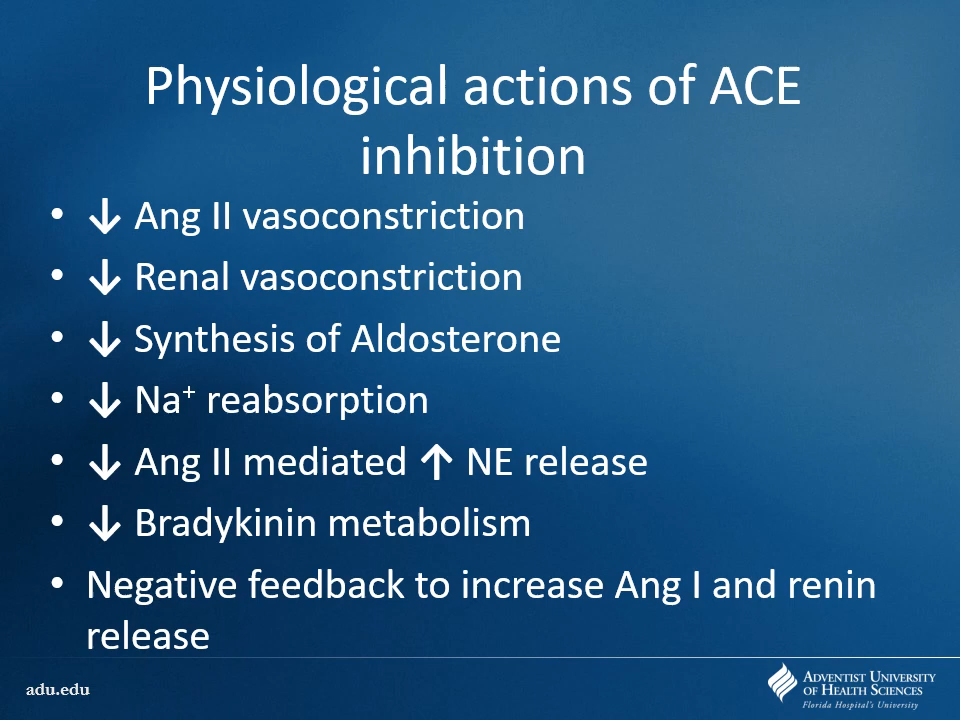 Physiological actions of ACE
inhibition
• ↓ Ang II vasoconstriction
• ↓ Renal vasoconstriction
• ↓ Synthesis of Aldosterone
• ↓ Na⁺ reabsorption
• ↓ Ang II mediated ↑ NE release
• ↓ Bradykinin metabolism
• Negative feedback to increase Ang I and renin
release
adu.edu
ADVENTIST UNIVERSITY
OF HEALTH SCIENCES
Florida Hospital's University